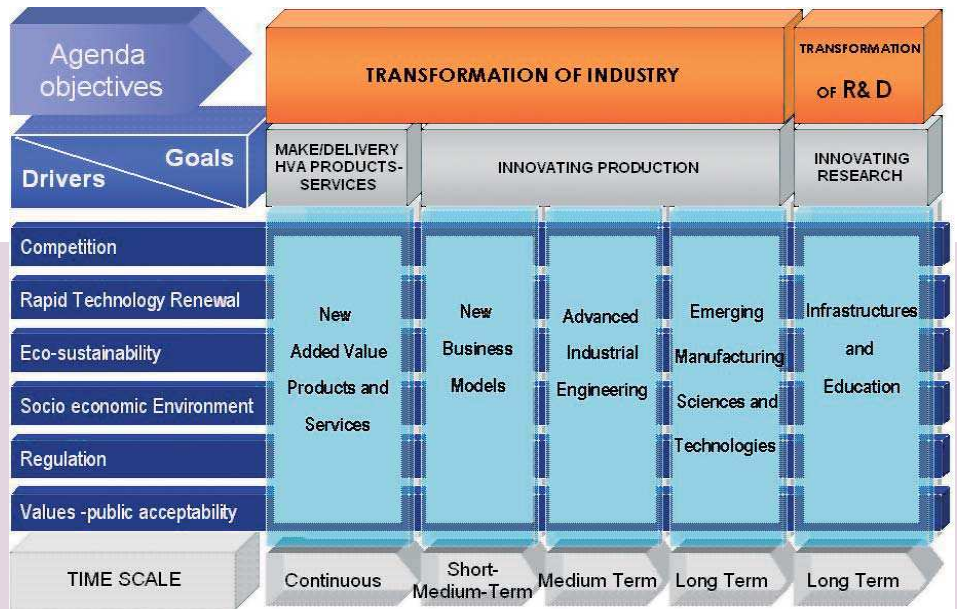 Agenda
objectives
TRANSFORMATION OF INDUSTRY
TRANSFORMATION
OF R& D
Goals
Drivers
MAKE/DELIVERY
HVA PRODUCTS-
SERVICES
INNOVATING PRODUCTION
INNOVATING
RESEARCH
Competition
Rapid Technology Renewal
Eco-sustainability
Socio economic Environment
Regulation
Values -public acceptability
New
Added Value
Products and
Services
New
Business
Models
Advanced
Industrial
Engineering
Emerging
Manufacturing
Sciences and
Technologies
Infrastructures
and
Education
TIME SCALE
Continuous
Short-
Medium-Term
Medium Term
Long Term
Long Term